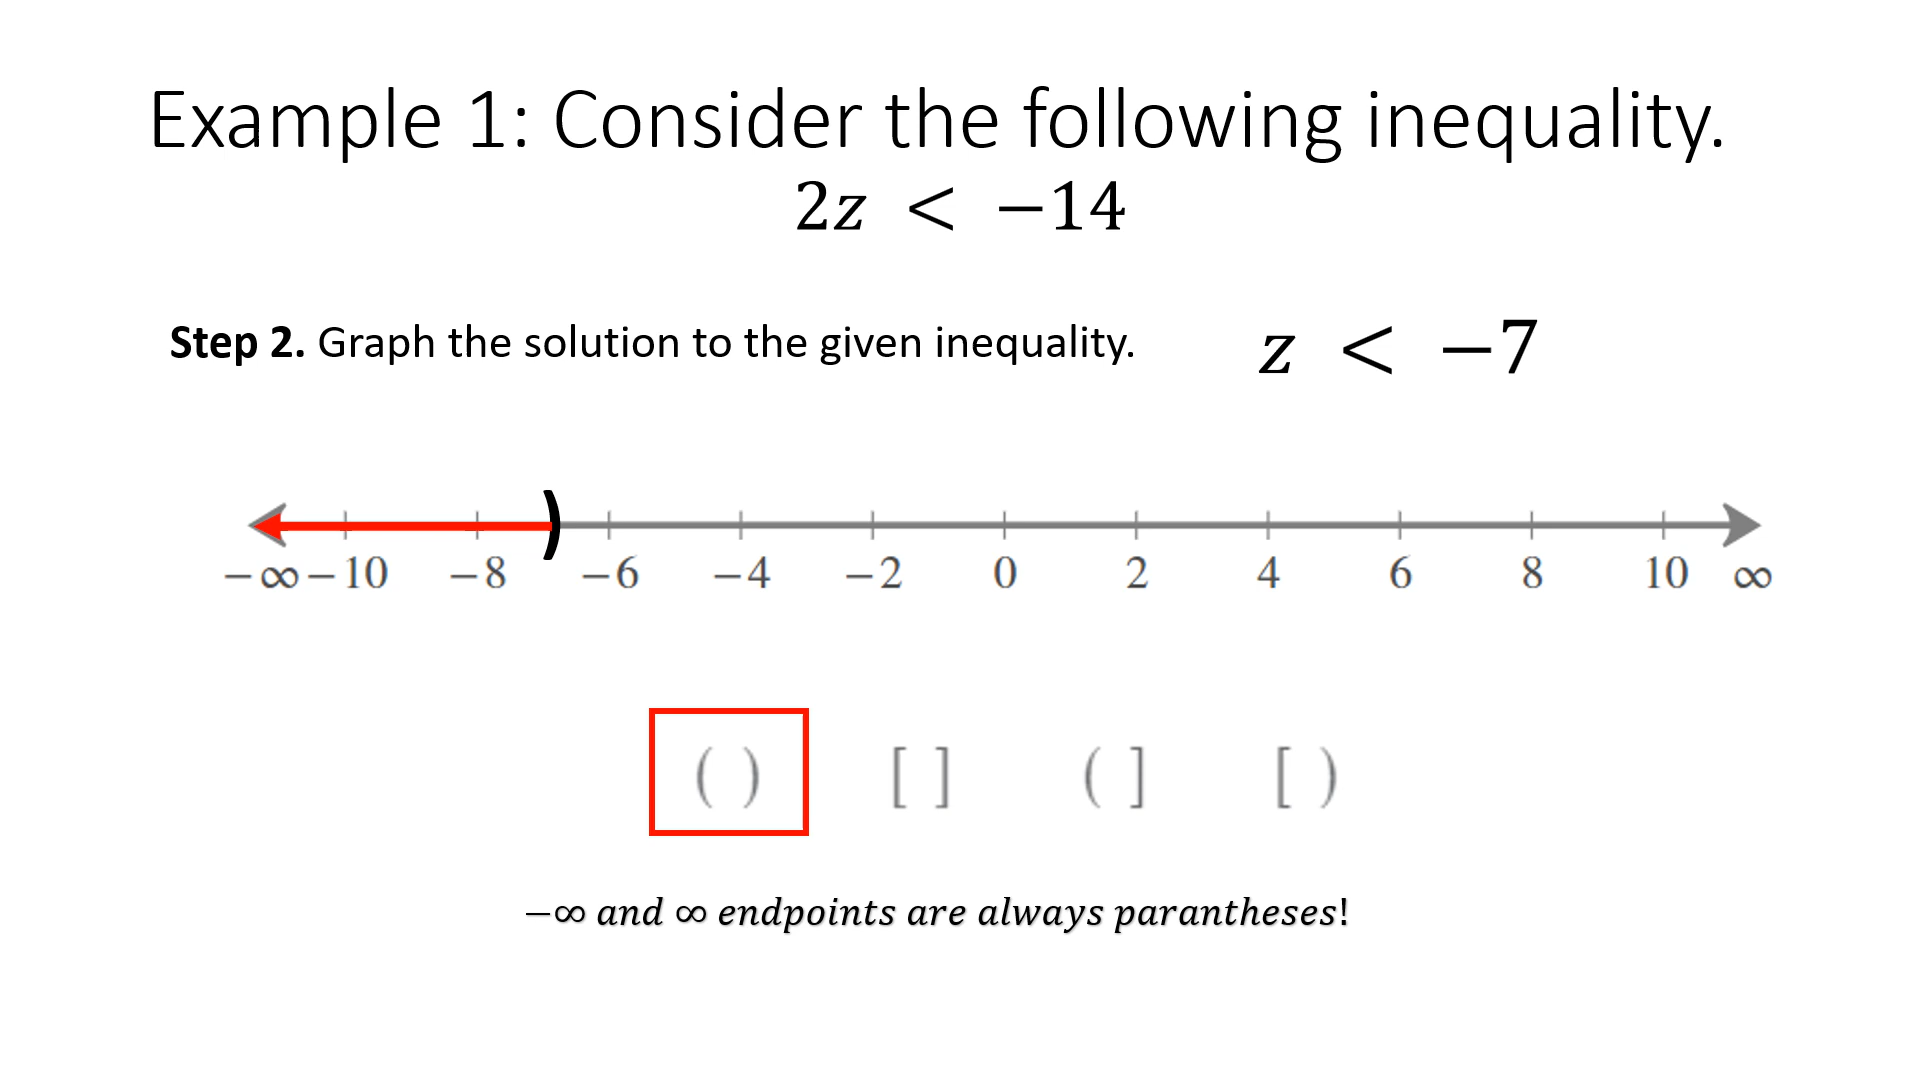 Example 1: Consider the following inequality.
2z < −14
Step 2. Graph the solution to the given inequality. z < −7
−∞ −10 −8 −6 −4 −2 0 2 4 6 8 10 ∞
( ) [ ] ( ] [ )
−∞ and ∞ endpoints are always parantheses!